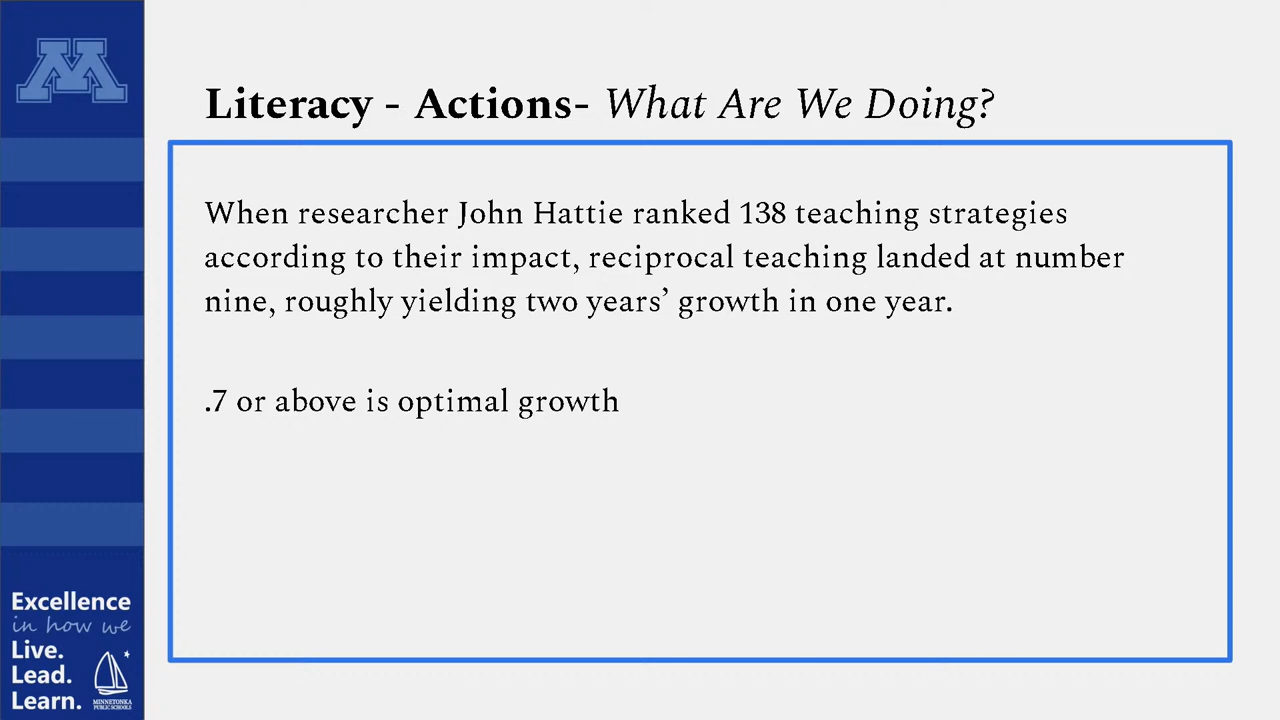 M
Literacy - Actions- What Are We Doing?
When researcher John Hattie ranked 138 teaching strategies
according to their impact, reciprocal teaching landed at number
nine, roughly yielding two years’ growth in one year.
.7 or above is optimal growth
Excellence
in how we
Live.
Lead.
Learn.
MINNETONKA
PUBLIC SCHOOLS